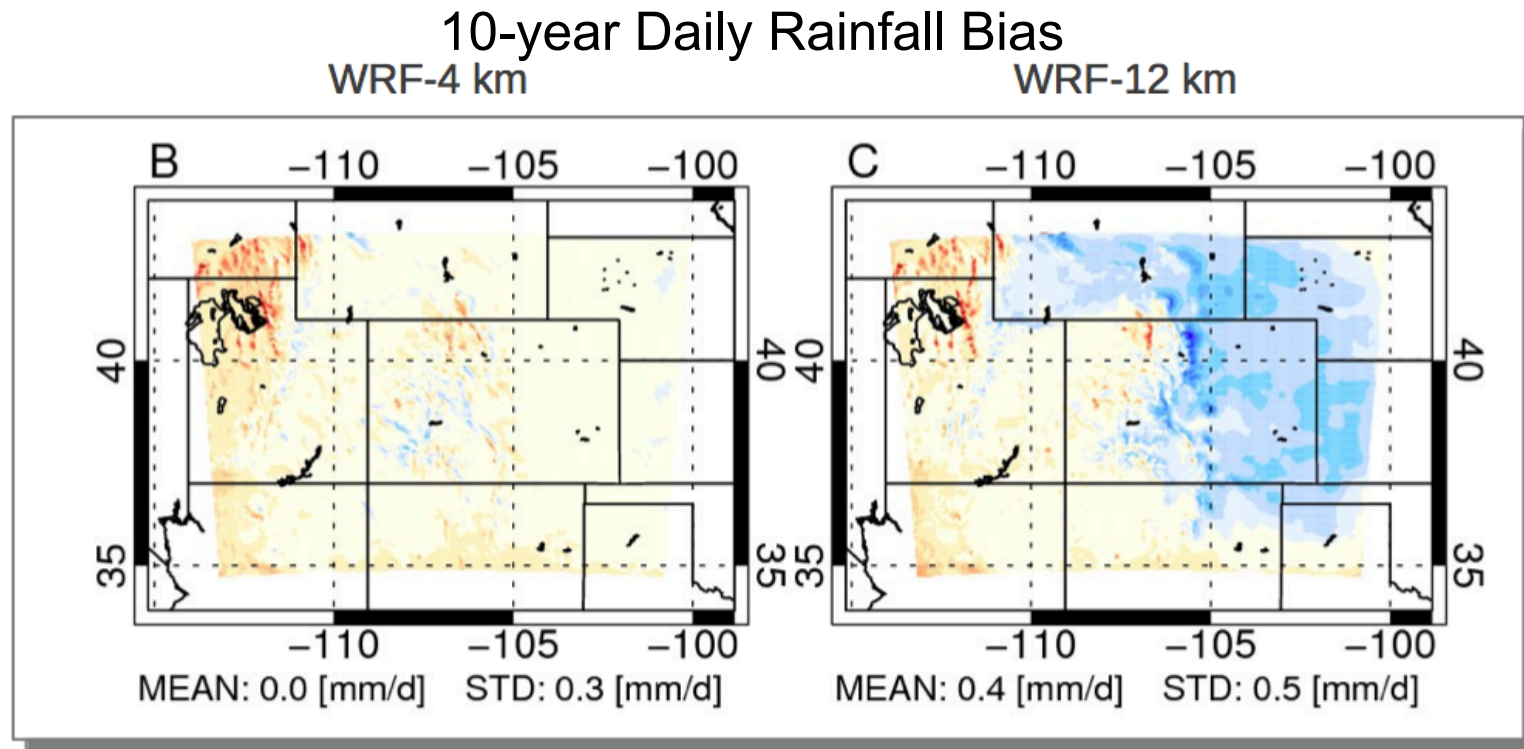 10-year Daily Rainfall Bias
WRF-4 km WRF-12 km
B −110 −105 −100 C −110 −105 −100
40 40 40 40
35 35 35 35
−110 −105 −100 −110 −105 −100
MEAN: 0.0 [mm/d] STD: 0.3 [mm/d] MEAN: 0.4 [mm/d] STD: 0.5 [mm/d]